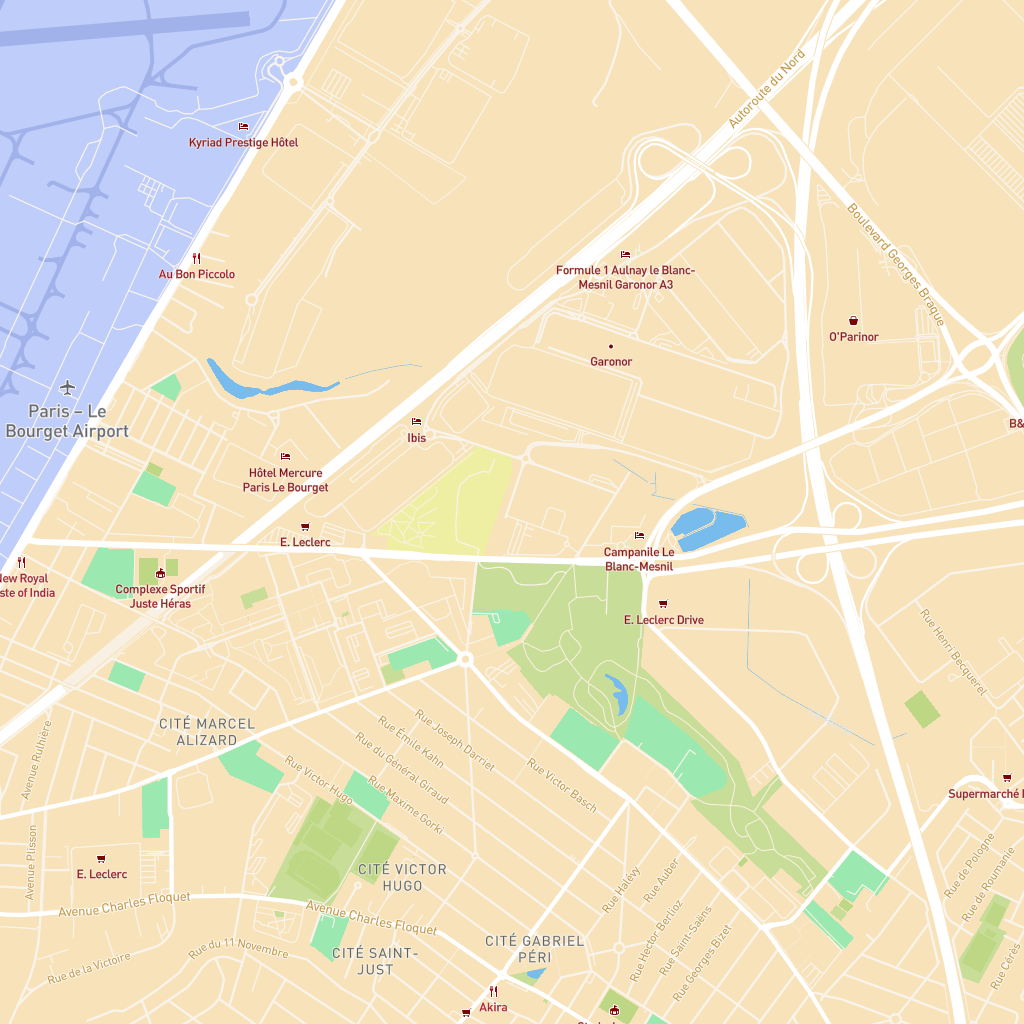 Autoroute du Nord
Kyriad Prestige Hôtel
Boulevard Georges Braque
Au Bon Piccolo
Formule 1 Aulnay le Blanc-
Mesnil Garonor A3
O'Parinor
Garonor
Paris – Le
Bourget Airport
B&
Ibis
Hôtel Mercure
Paris Le Bourget
E. Leclerc
Campanile Le
Blanc-Mesnil
New Royal
ste of India
Complexe Sportif
Juste Héras
E. Leclerc Drive
Rue Henri Becquerel
CITÉ MARCEL
ALIZARD
Avenue Rulhière
Rue Joseph Darriet
Rue Émile Kahn
Rue du Général Giraud
Rue Victor Hugo
Rue Maxime Gorki
Rue Victor Basch
Supermarché
Avenue Plisson
E. Leclerc
CITÉ VICTOR
HUGO
Rue Halévy
Rue Auber
Rue de Pologne
Rue de Roumanie
Avenue Charles Floquet
Avenue Charles Floquet
Rue Hector Berlioz
Rue Saint-Saëns
Rue Georges Bizet
Rue Cérès
Rue du 11 Novembre
Rue de la Victoire
CITÉ SAINT-
JUST
CITÉ GABRIEL
PÉRI
Akira